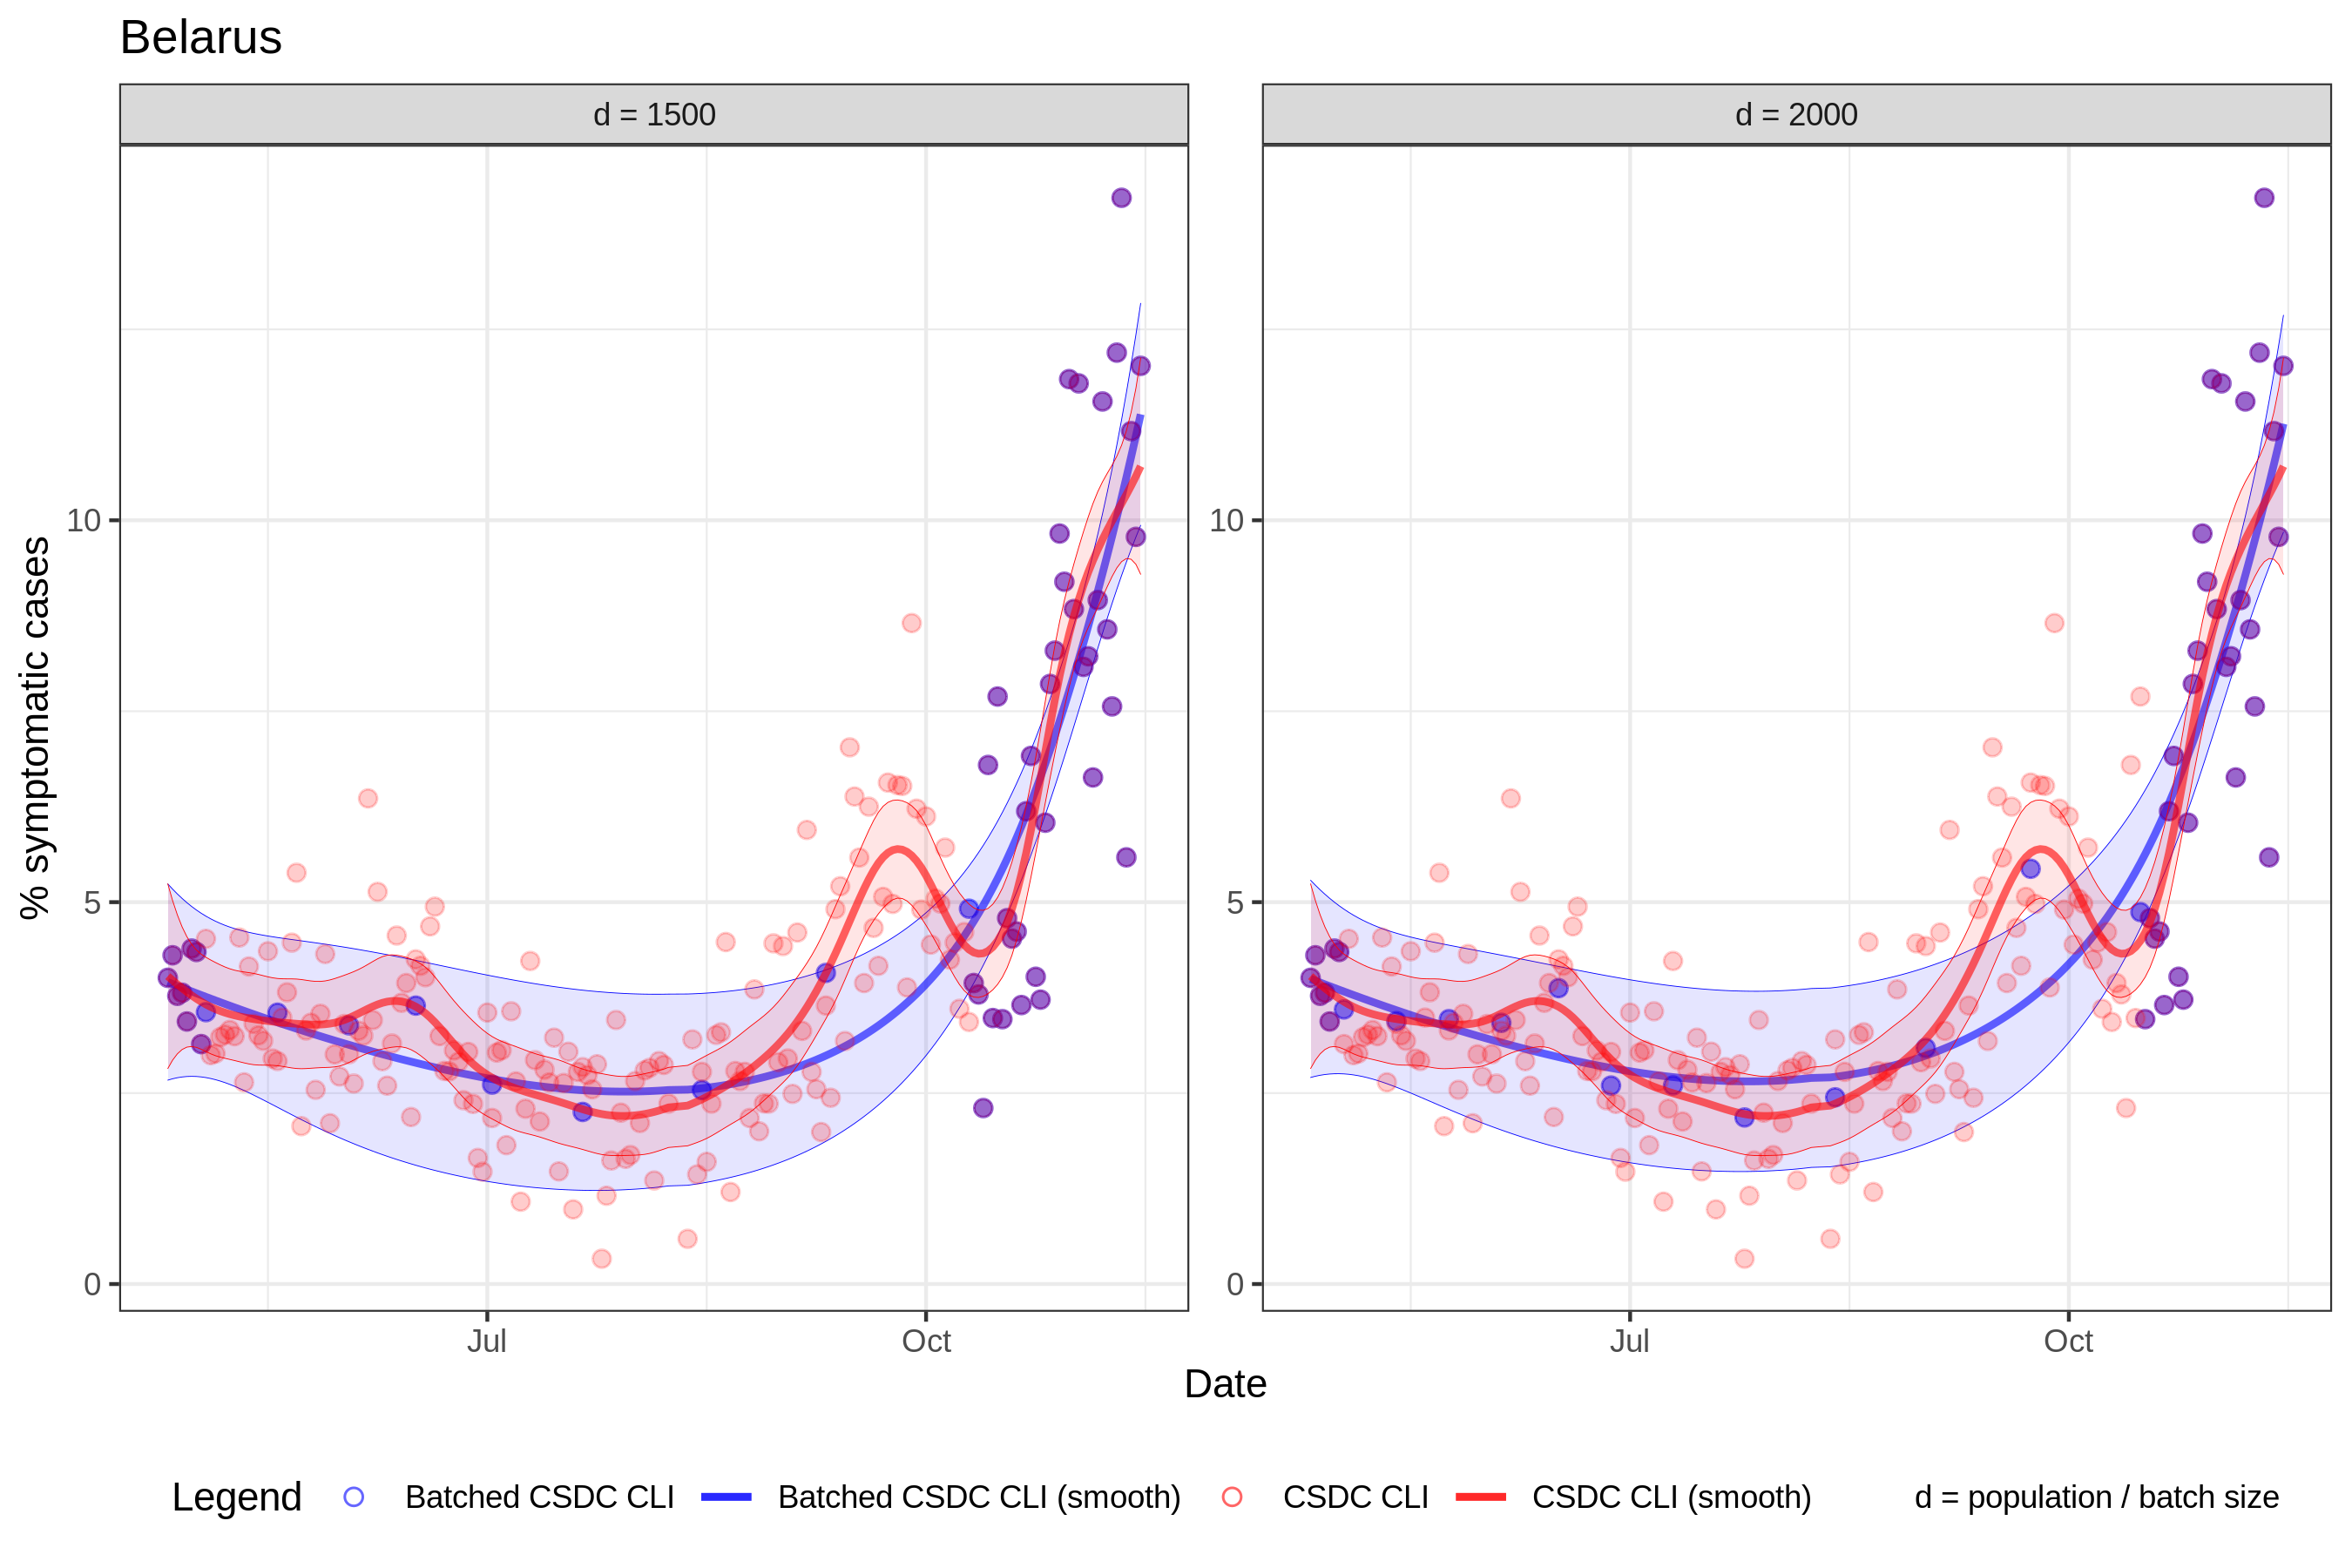 Belarus
d = 1500
d = 2000
% symptomatic cases
10
5
0
10
5
0
Jul
Oct
Jul
Oct
Date
Legend
Batched CSDC CLI
Batched CSDC CLI (smooth)
CSDC CLI
CSDC CLI (smooth)
d = population / batch size